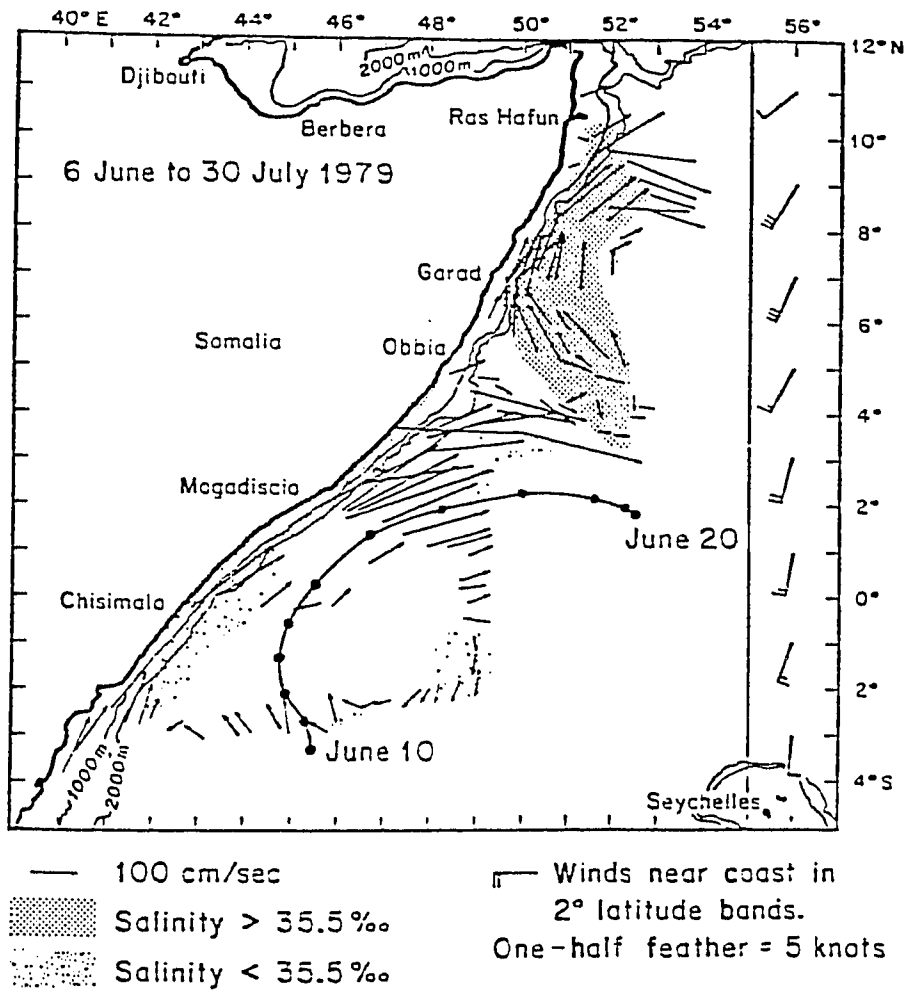 40° E 42° 44° 46° 48° 50° 52° 54° 56°
12° N
2000m
1000m
Djibouti
Berbera
Ras Hafun
10°
6 June to 30 July 1979
8°
Garad
6°
Somalia
Obbia
4°
Mogadiscio
2°
June 20
Chisimala
0°
2°
June 10
1000m
2000m
4° S
Seychelles
100 cm/sec
Salinity > 35.5‰
Salinity < 35.5‰
Winds near coast in
2° latitude bands.
One-half feather = 5 knots